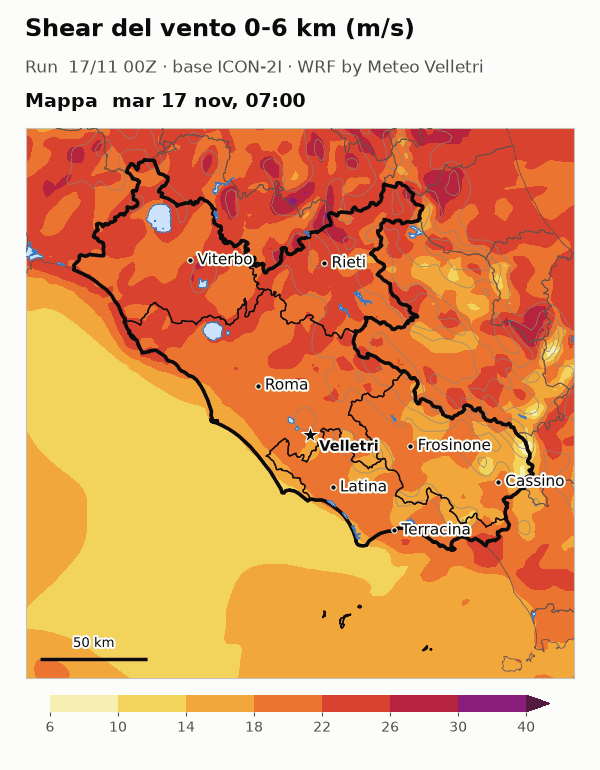 Shear del vento 0-6 km (m/s)
Run  17/11 00Z · base ICON-2I · WRF by Meteo Velletri
Mappa  mar 17 nov, 07:00
Viterbo
Rieti
Roma
Velletri
Frosinone
Cassino
Latina
Terracina
50 km
6 10 14 18 22 26 30 40